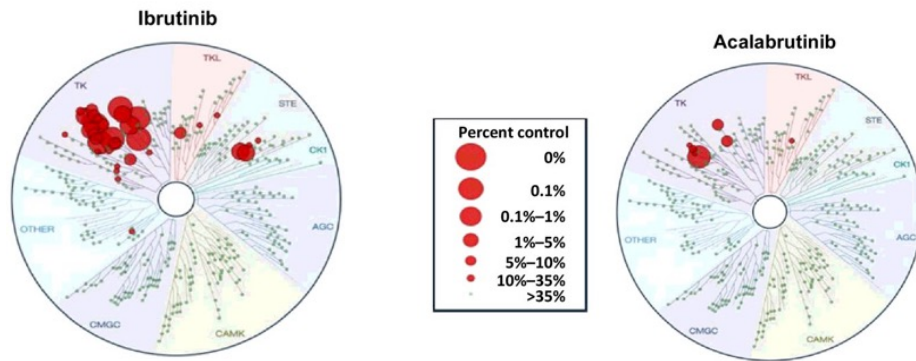 Ibrutinib
TK
TKL
STE
CK1
AGC
CAMK
CMGC
OTHER
Percent control
0%
0.1%
0.1%–1%
1%–5%
5%–10%
10%–35%
>35%
Acalabrutinib
TK
TKL
STE
CK1
AGC
CAMK
CMGC
OTHER